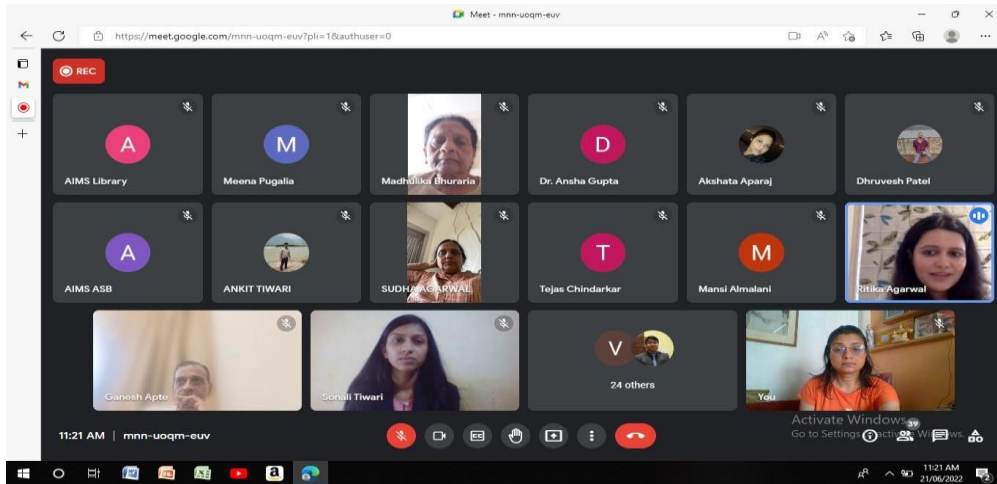 Meet - mnn-uoqm-euv
https://meet.google.com/mnn-uoqm-euv?pli=1&authuser=0
REC
A M D
AIMS Library Meena Pugalia Madhulika Bhuraria Dr. Ansha Gupta Akshata Aparaj Dhruvesh Patel
A T M
AIMS ASB ANKIT TIWARI SUDHA AGARWAL Tejas Chindarkar Mansi Almalani Ritika Agarwal
V
24 others
Ganesh Apte Sonali Tiwari You
Activate Windows
11:21 AM | mnn-uoqm-euv CC 39
Go to Settings
11:21 AM
21/06/2022